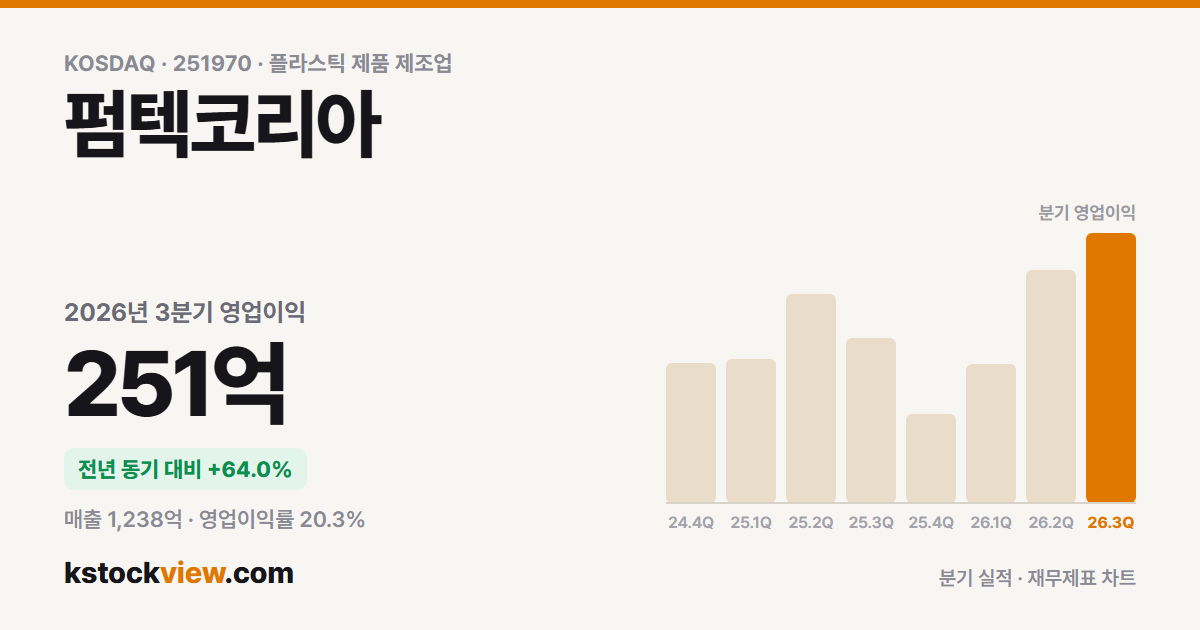 KOSDAQ · 251970 · 플라스틱 제품 제조업
펌텍코리아
분기 영업이익
2026년 3분기 영업이익
251억
전년 동기 대비 +64.0%
매출 1,238억 · 영업이익률 20.3%
24.4Q 25.1Q 25.2Q 25.3Q 25.4Q 26.1Q 26.2Q 26.3Q
kstockview.com
분기 실적 · 재무제표 차트